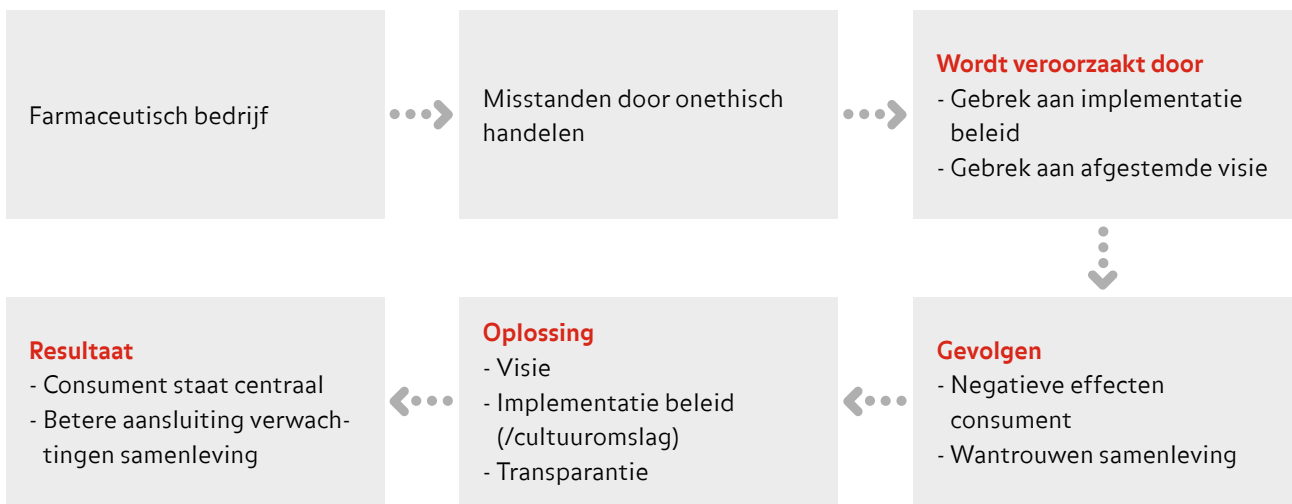 Farmaceutisch bedrijf
Misstanden door onethisch
handelen
Wordt veroorzaakt door
- Gebrek aan implementatie
beleid
- Gebrek aan afgestemde visie
Gevolgen
- Negatieve effecten
consument
- Wantrouwen samenleving
Oplossing
- Visie
- Implementatie beleid
(/cultuuromslag)
- Transparantie
Resultaat
- Consument staat centraal
- Betere aansluiting verwach-
tingen samenleving